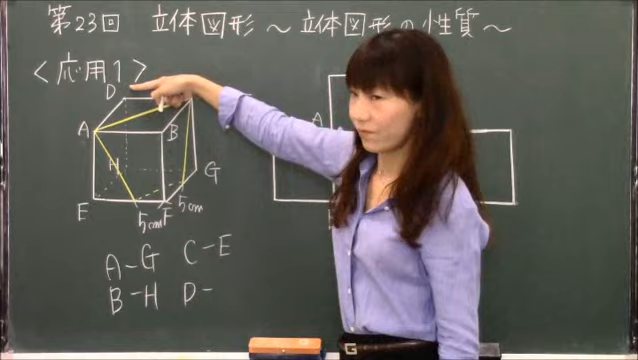 第23回 立体図形 ～立体図形の性質～
<応用1>
D
A B A
H G
E 5cm F 5cm
A-G C-E
B-H D-